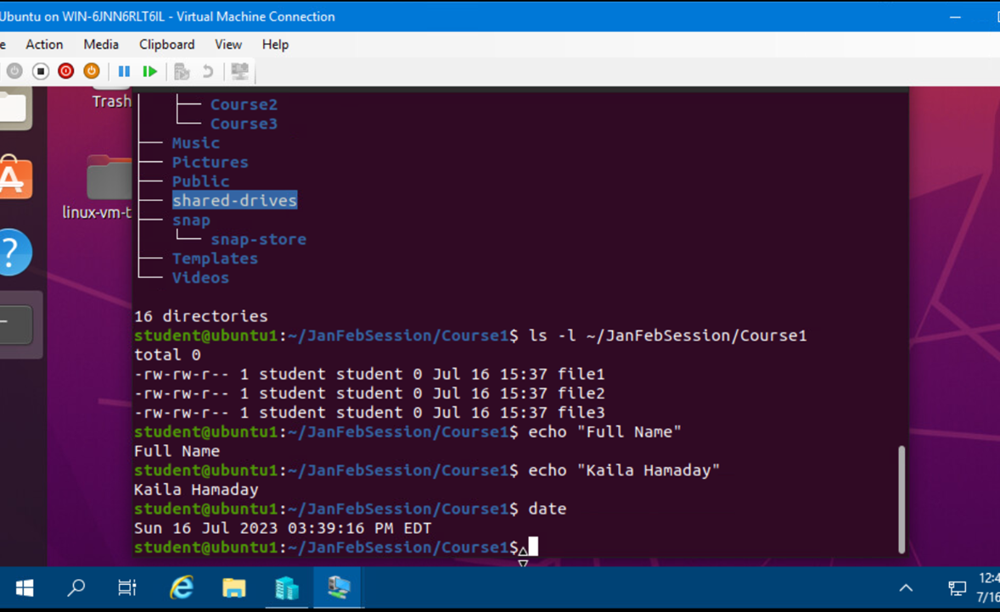 Ubuntu on WIN-6JNN6RLT6IL - Virtual Machine Connection
Action Media Clipboard View Help
Trash
linux-vm-t
Course2
Course3
Music
Pictures
Public
shared-drives
snap
snap-store
Templates
Videos
16 directories
student@ubuntu1:~/JanFebSession/Course1$ ls -l ~/JanFebSession/Course1
total 0
-rw-rw-r-- 1 student student 0 Jul 16 15:37 file1
-rw-rw-r-- 1 student student 0 Jul 16 15:37 file2
-rw-rw-r-- 1 student student 0 Jul 16 15:37 file3
student@ubuntu1:~/JanFebSession/Course1$ echo "Full Name"
Full Name
student@ubuntu1:~/JanFebSession/Course1$ echo "Kaila Hamaday"
Kaila Hamaday
student@ubuntu1:~/JanFebSession/Course1$ date
Sun 16 Jul 2023 03:39:16 PM EDT
student@ubuntu1:~/JanFebSession/Course1$
12:4
7/16